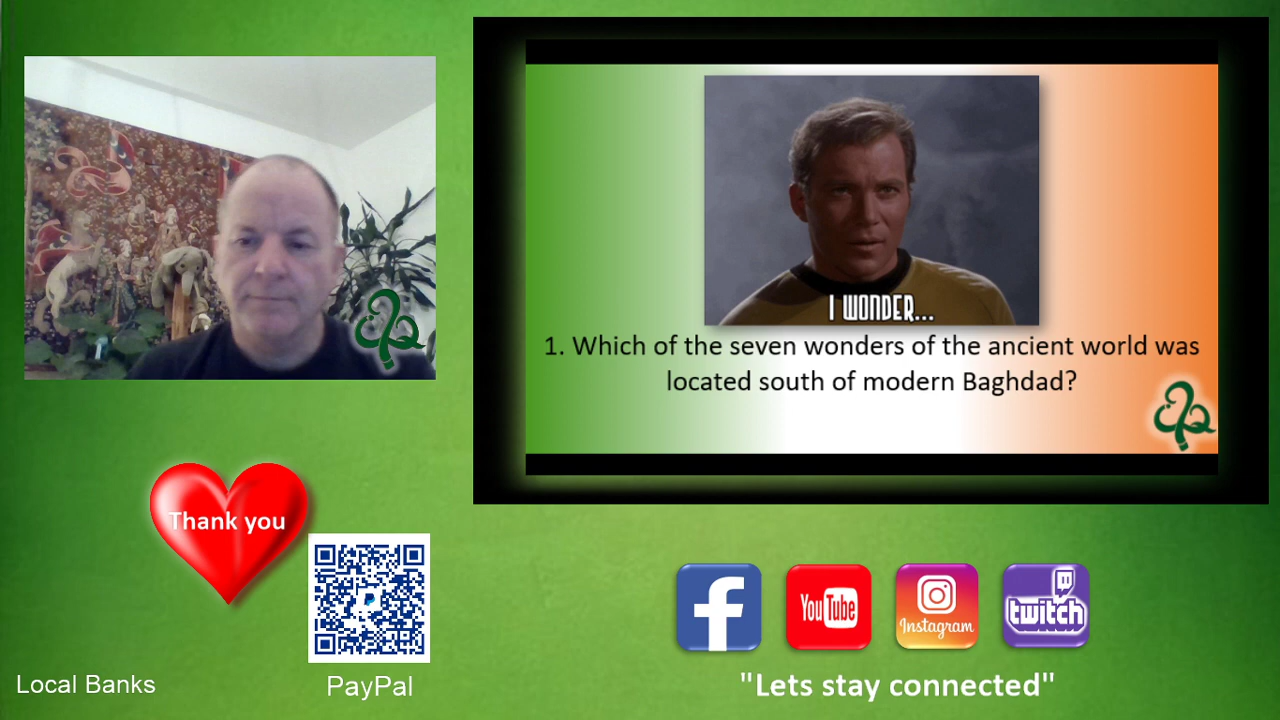 I WONDER...
1. Which of the seven wonders of the ancient world was
located south of modern Baghdad?
Thank you
YouTube
Instagram
twitch
Local Banks
PayPal
"Lets stay connected"